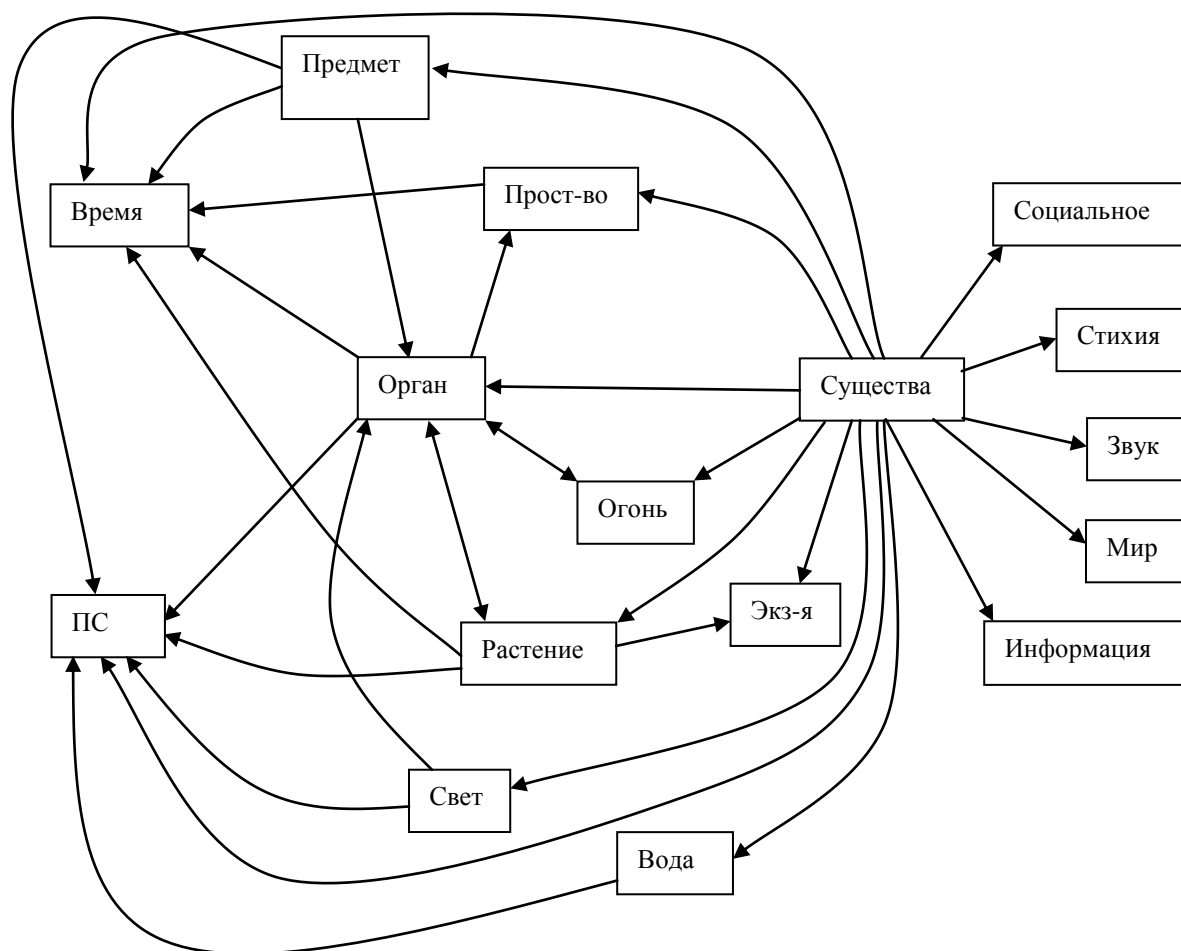 Предмет
Прост-во
Время
Социальное
Стихия
Орган
Существа
Звук
Огонь
Мир
Экз-я
ПС
Растение
Информация
Свет
Вода